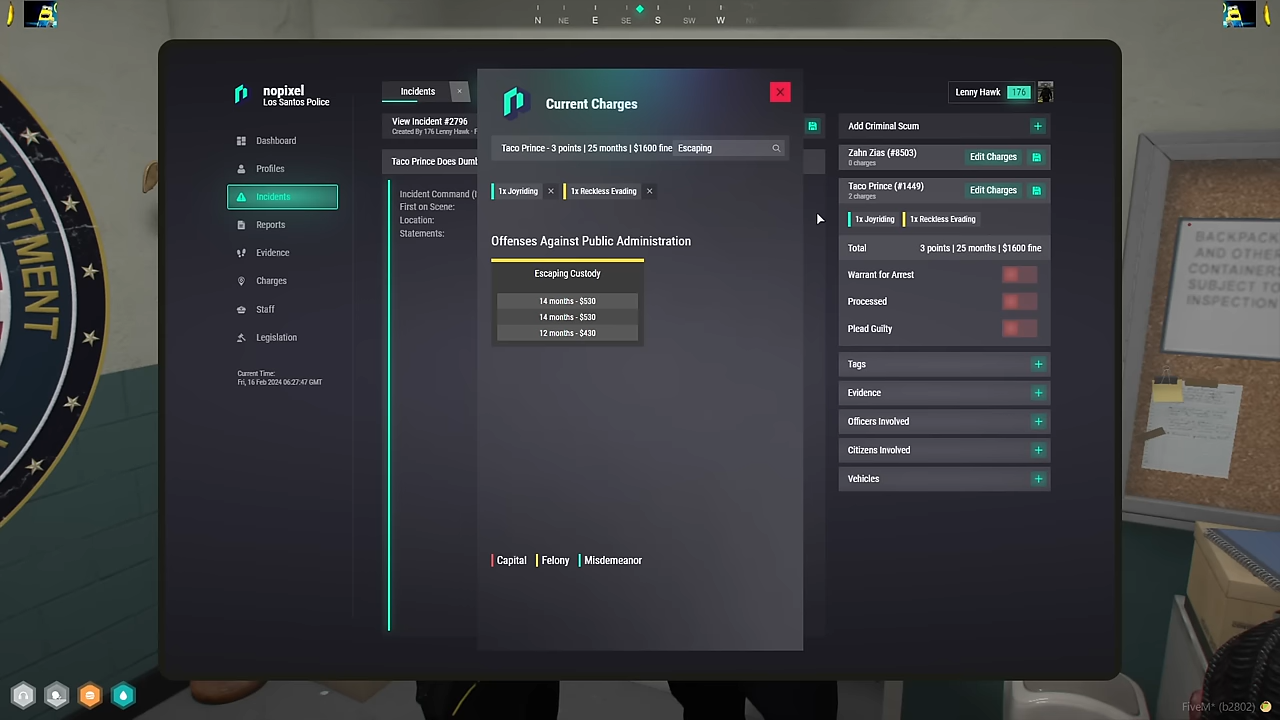 N NE E SE S SW W
nopixel
Los Santos Police
Dashboard
Profiles
Incidents
Reports
Evidence
Charges
Staff
Legislation
Current Time:
Fri, 16 Feb 2024 06:27:47 GMT
Incidents ×
View Incident #2796
Created By 176 Lenny Hawk
Taco Prince Does Dumb
First on Scene:
Location:
Statements:
Current Charges
Taco Prince - 3 points | 25 months | $1600 fine Escaping
1x Joyriding × 1x Reckless Evading ×
Offenses Against Public Administration
Escaping Custody
14 months - $530
14 months - $530
12 months - $430
Capital Felony Misdemeanor
Lenny Hawk 176
Add Criminal Scum +
Zahn Zias (#8503)
0 charges
Edit Charges
Taco Prince (#1449)
2 charges
Edit Charges
1x Joyriding 1x Reckless Evading
Total 3 points | 25 months | $1600 fine
Warrant for Arrest
Processed
Plead Guilty
Tags +
Evidence +
Officers Involved +
Citizens Involved +
Vehicles +
BACKPACK
AND OTHER
CONTAINERS
SUBJECT TO
INSPECTION
FiveM* (b2802)